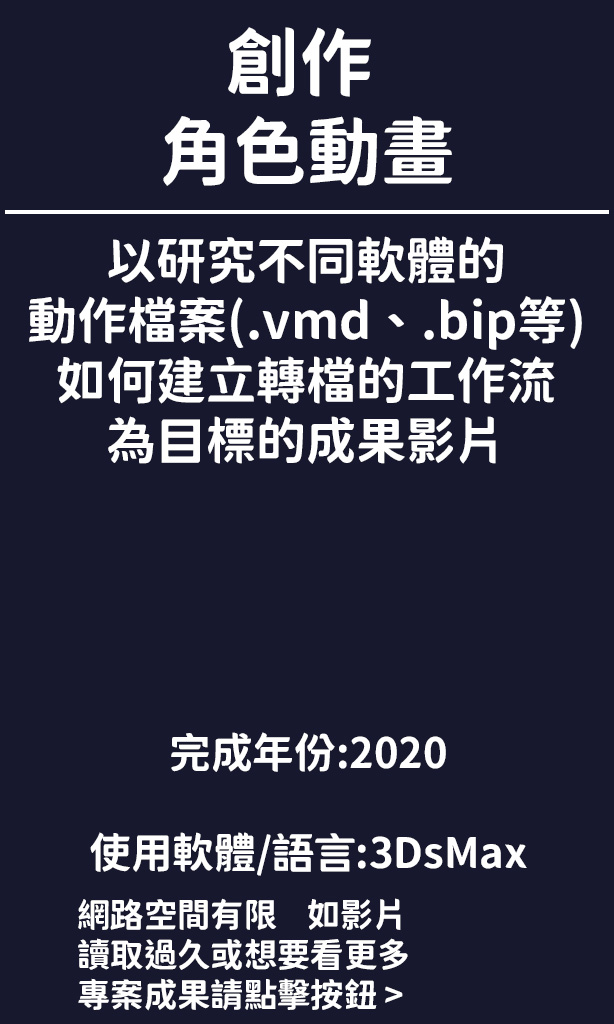 創作
角色動畫
以研究不同軟體的
動作檔案(.vmd、.bip等)
如何建立轉檔的工作流
為目標的成果影片
完成年份:2020
使用軟體/語言:3DsMax
網路空間有限　如影片
讀取過久或想要看更多
專案成果請點擊按鈕 >